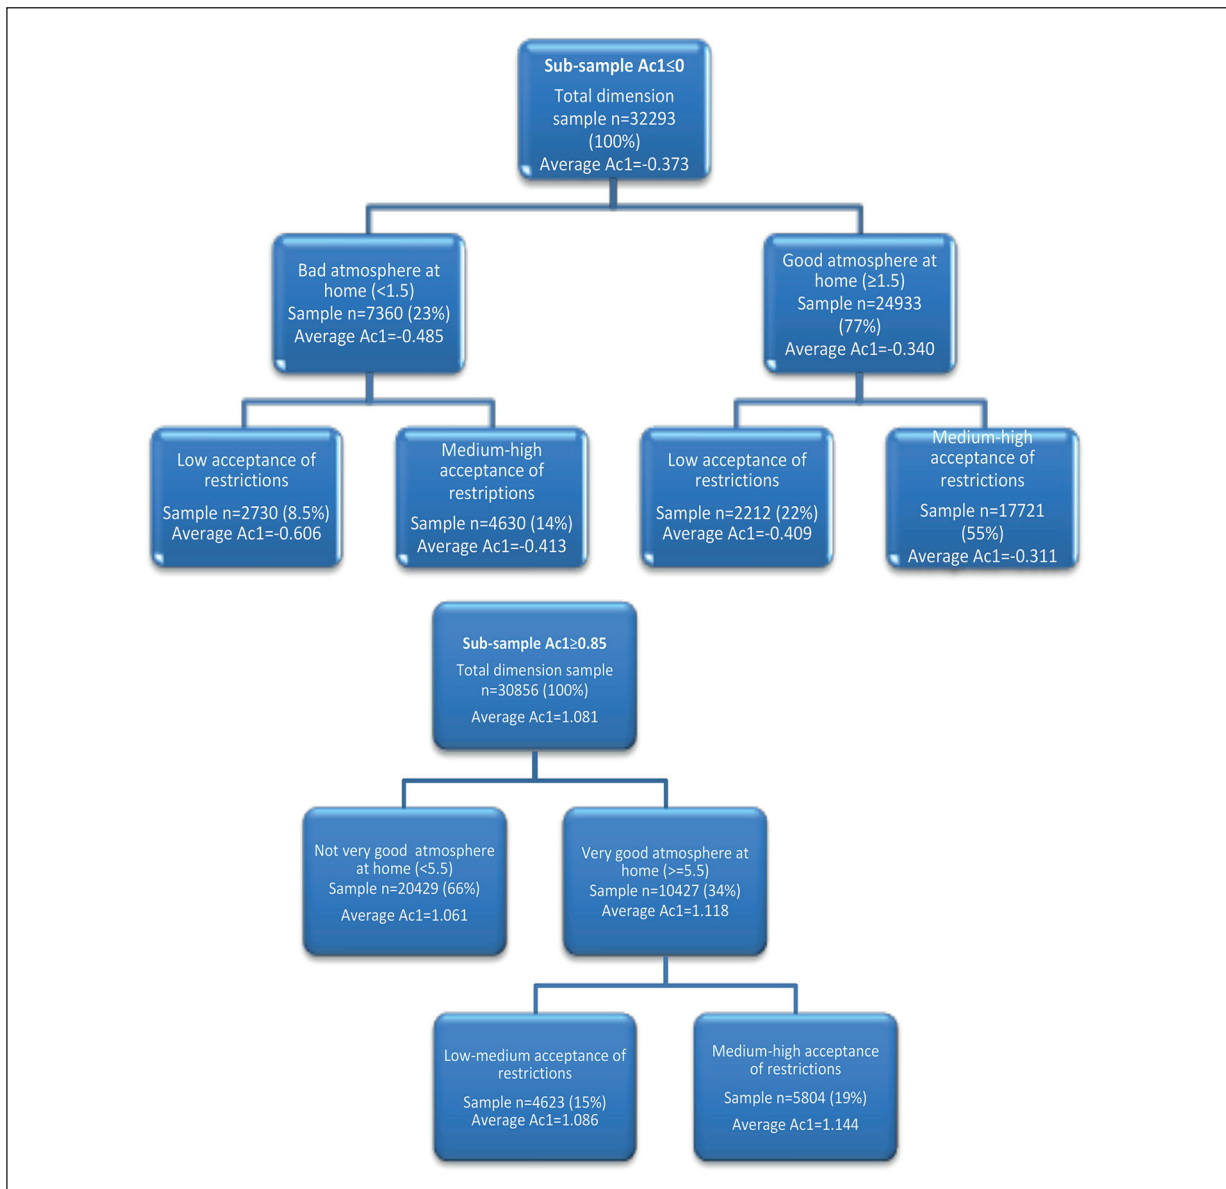 Sub-sample Ac1≤0
Total dimension
sample n=32293
(100%)
Average Ac1=-0.373
Bad atmosphere at
home (<1.5)
Sample n=7360 (23%)
Average Ac1=-0.485
Good atmosphere at
home (≥1.5)
Sample n=24933
(77%)
Average Ac1=-0.340
Low acceptance of
restrictions
Sample n=2730 (8.5%)
Average Ac1=-0.606
Medium-high
acceptance of
restriptions
Sample n=4630 (14%)
Average Ac1=-0.413
Low acceptance of
restrictions
Sample n=2212 (22%)
Average Ac1=-0.409
Medium-high
acceptance of
restrictions
Sample n=17721
(55%)
Average Ac1=-0.311
Sub-sample Ac1≥0.85
Total dimension sample
n=30856 (100%)
Average Ac1=1.081
Not very good atmosphere
at home (<5.5)
Sample n=20429 (66%)
Average Ac1=1.061
Very good atmosphere at
home (>=5.5)
Sample n=10427 (34%)
Average Ac1=1.118
Low-medium acceptance of
restrictions
Sample n=4623 (15%)
Average Ac1=1.086
Medium-high acceptance
of restrictions
Sample n=5804 (19%)
Average Ac1=1.144